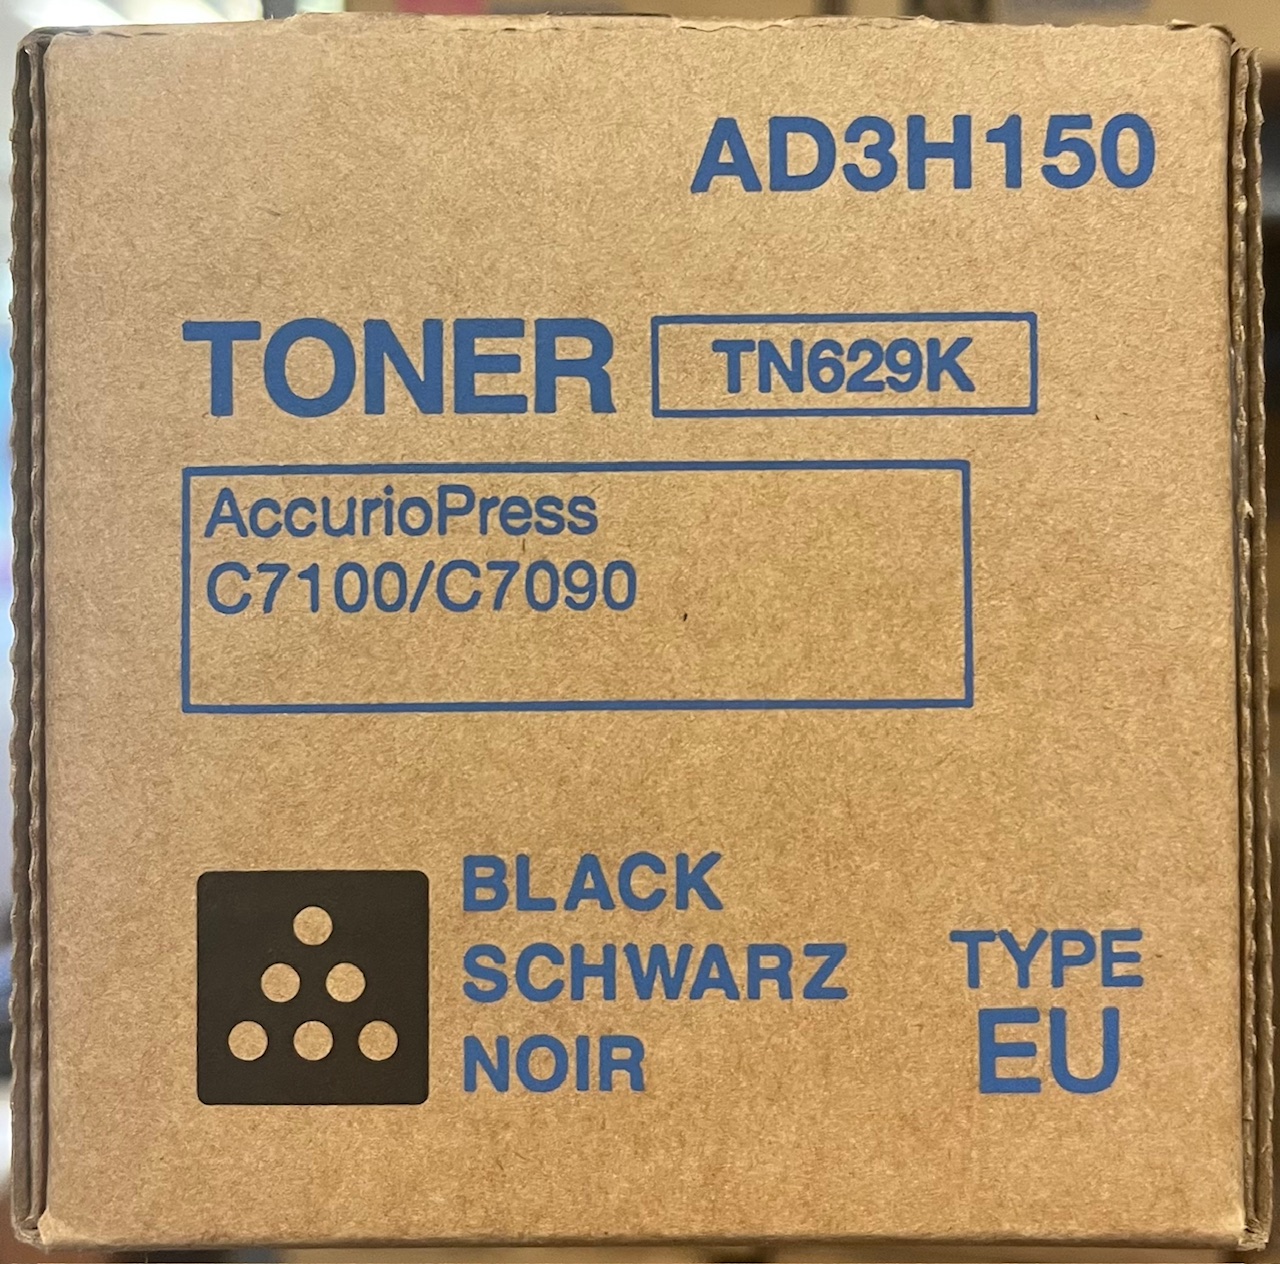 AD3H150
TONER TN629K
AccurioPress
C7100/C7090
BLACK
SCHWARZ
NOIR
TYPE
EU